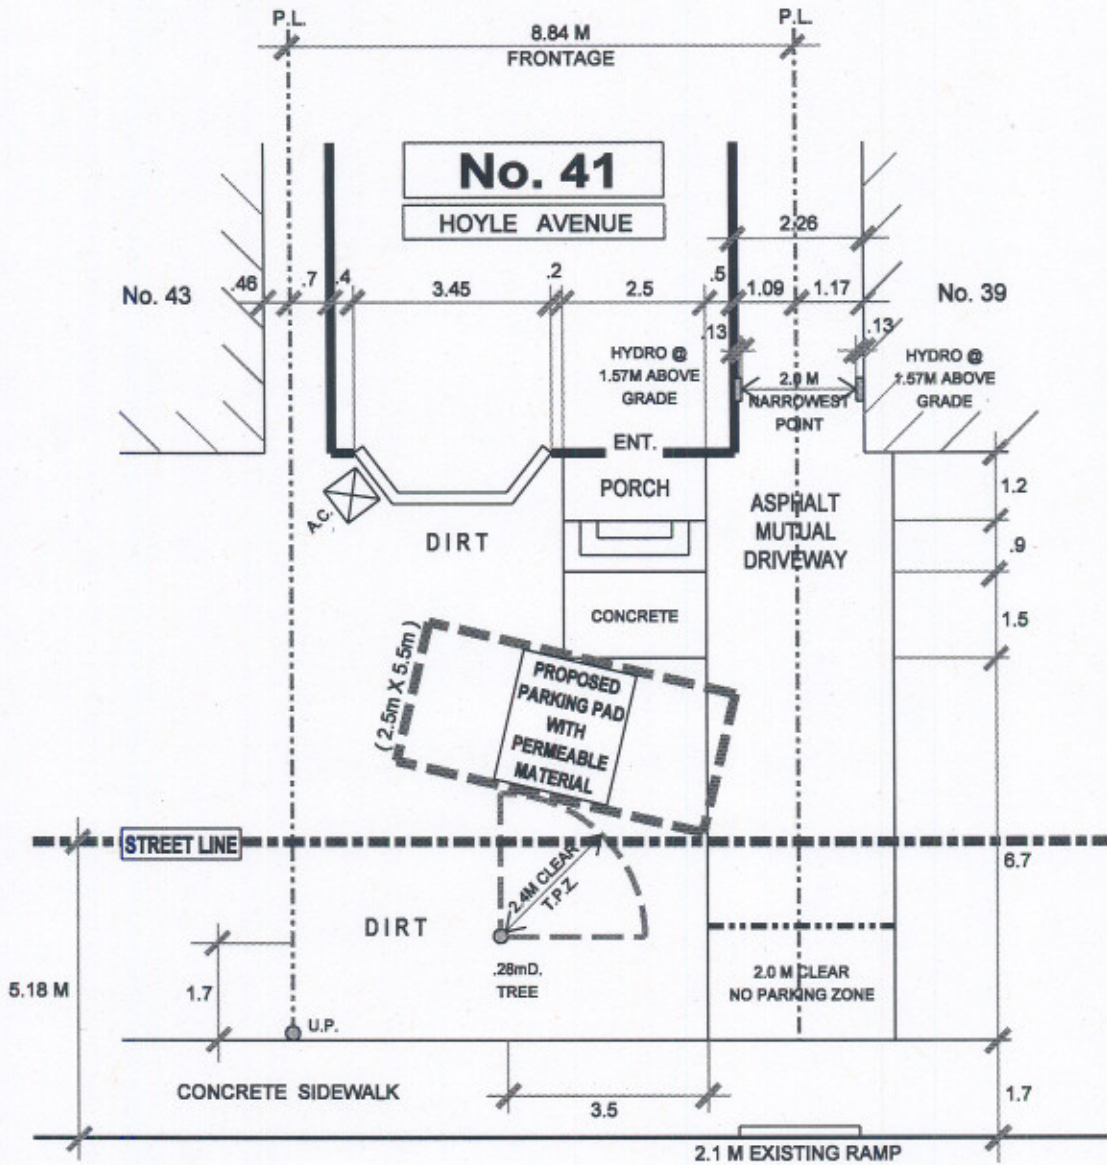 P.L.
P.L.
8.84 M
FRONTAGE
No. 41
HOYLE AVENUE
2.26
.46
.7
.4
3.45
.2
2.5
.5
1.09
1.17
No. 43
No. 39
.13
.13
HYDRO @
1.57M ABOVE
GRADE
2.0 M
NARROWEST
POINT
HYDRO @
1.57M ABOVE
GRADE
ENT.
PORCH
A.C.
DIRT
ASPHALT
MUTUAL
DRIVEWAY
1.2
.9
1.5
CONCRETE
( 2.5m X 5.5m )
PROPOSED
PARKING PAD
WITH
PERMEABLE
MATERIAL
STREET LINE
6.7
2.4M CLEAR
T.P.Z
DIRT
.28mD.
TREE
2.0 M CLEAR
NO PARKING ZONE
5.18 M
1.7
U.P.
CONCRETE SIDEWALK
3.5
1.7
2.1 M EXISTING RAMP